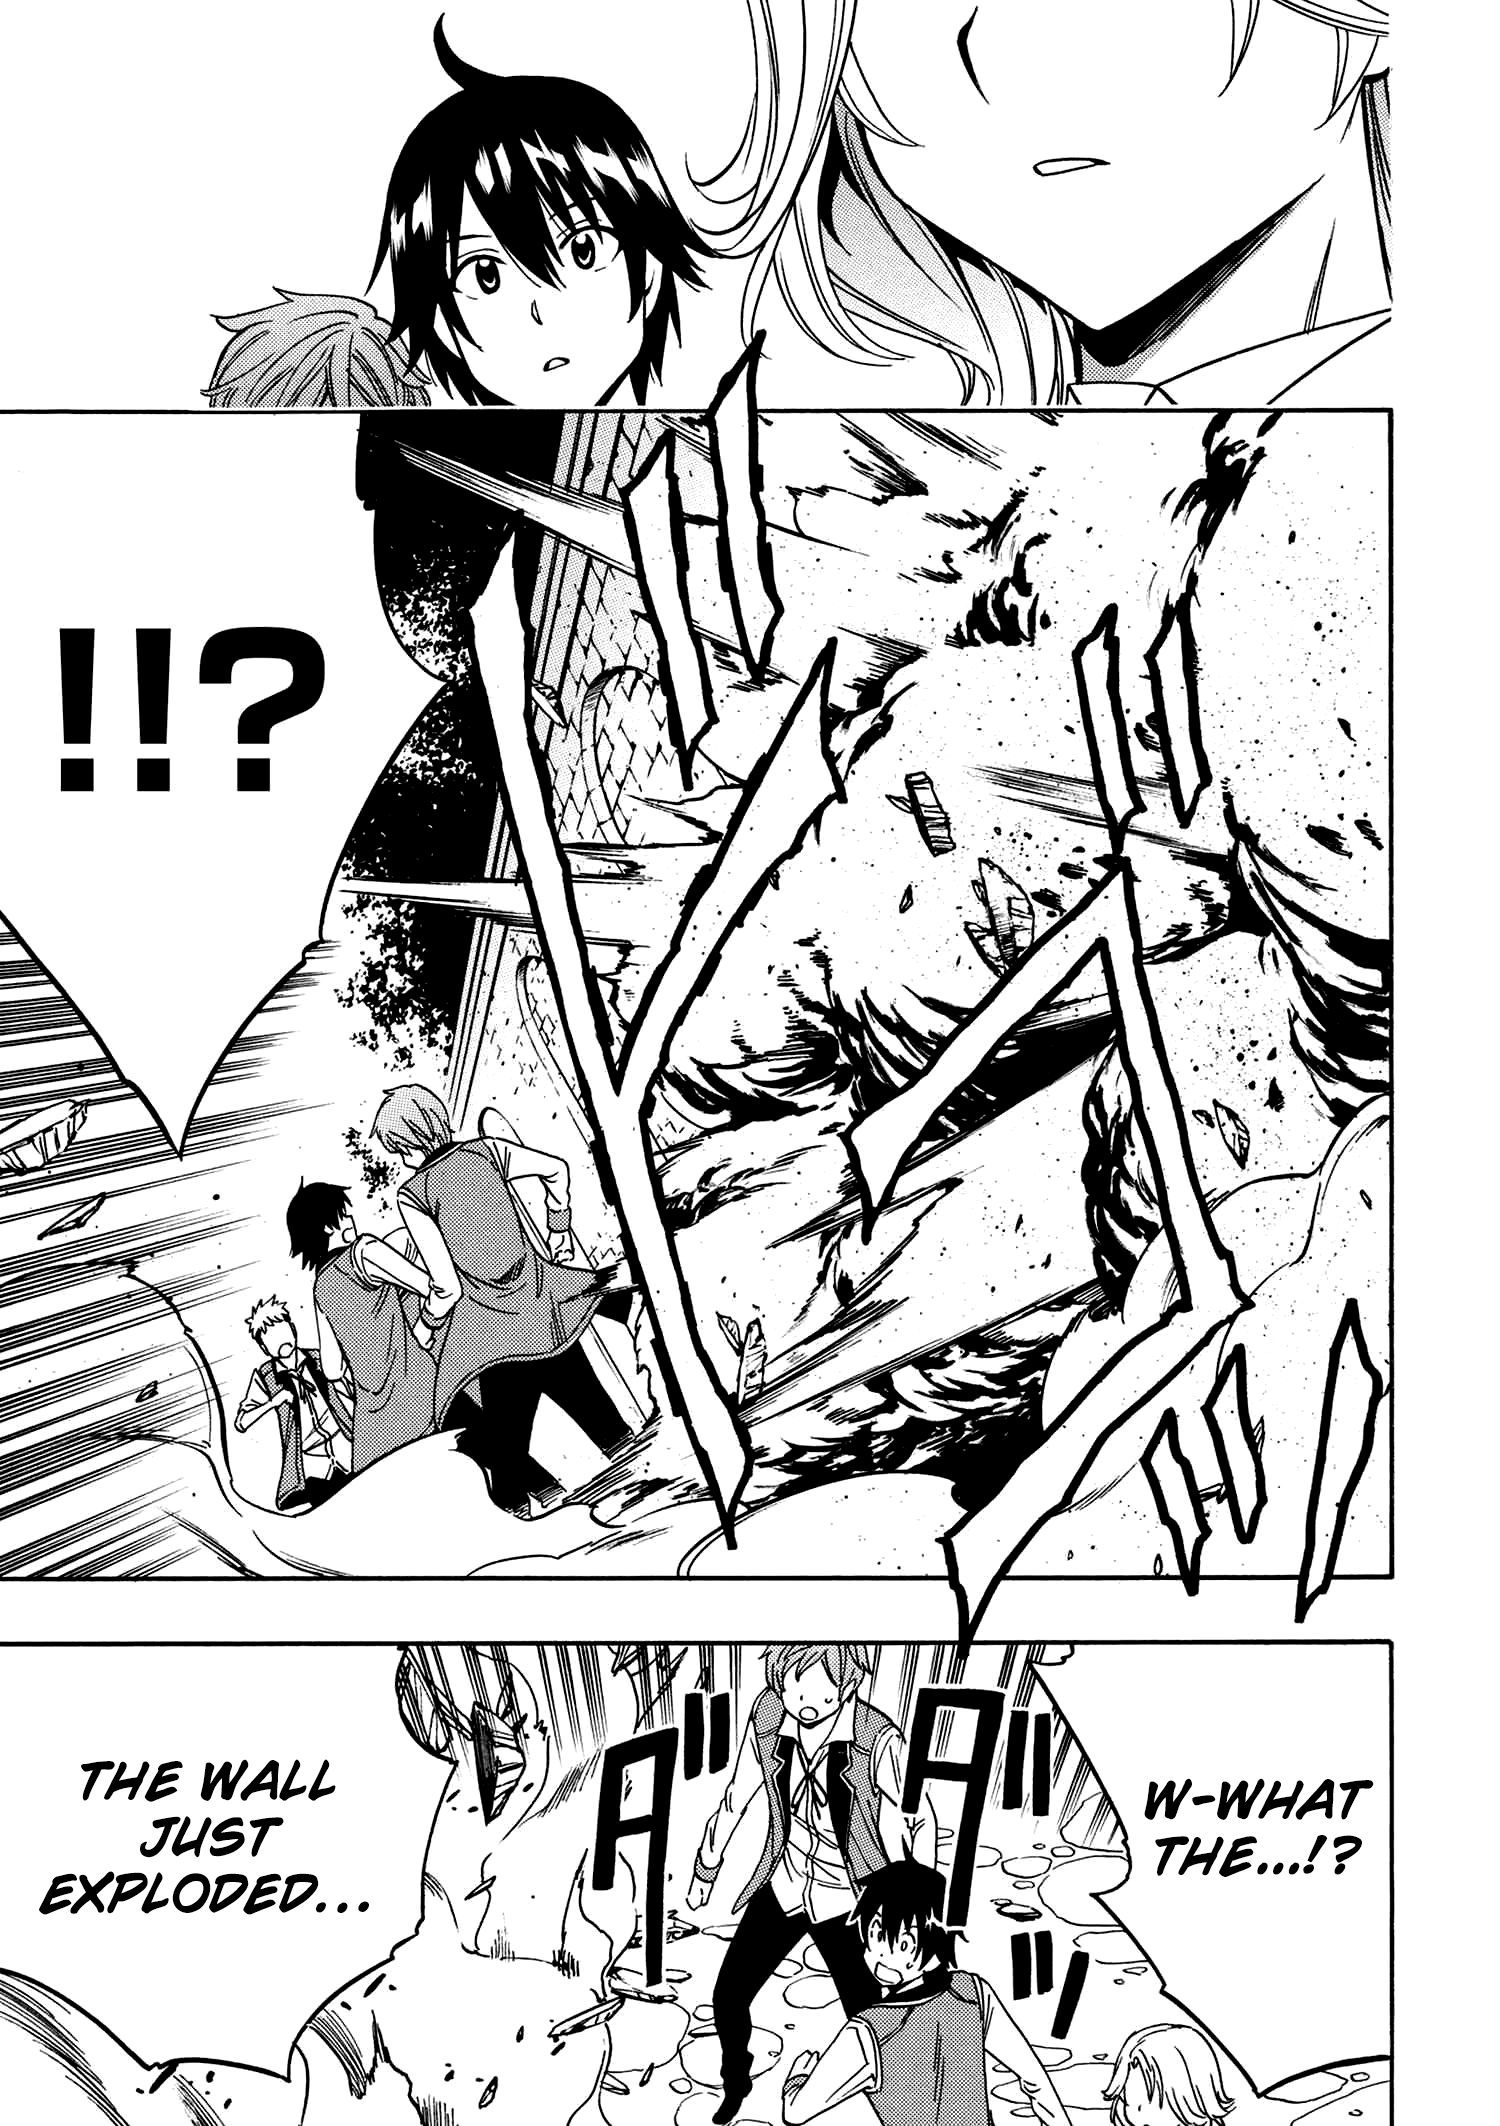 !!?
W-WHAT
THE...!?
THE WALL
JUST
EXPLODED...